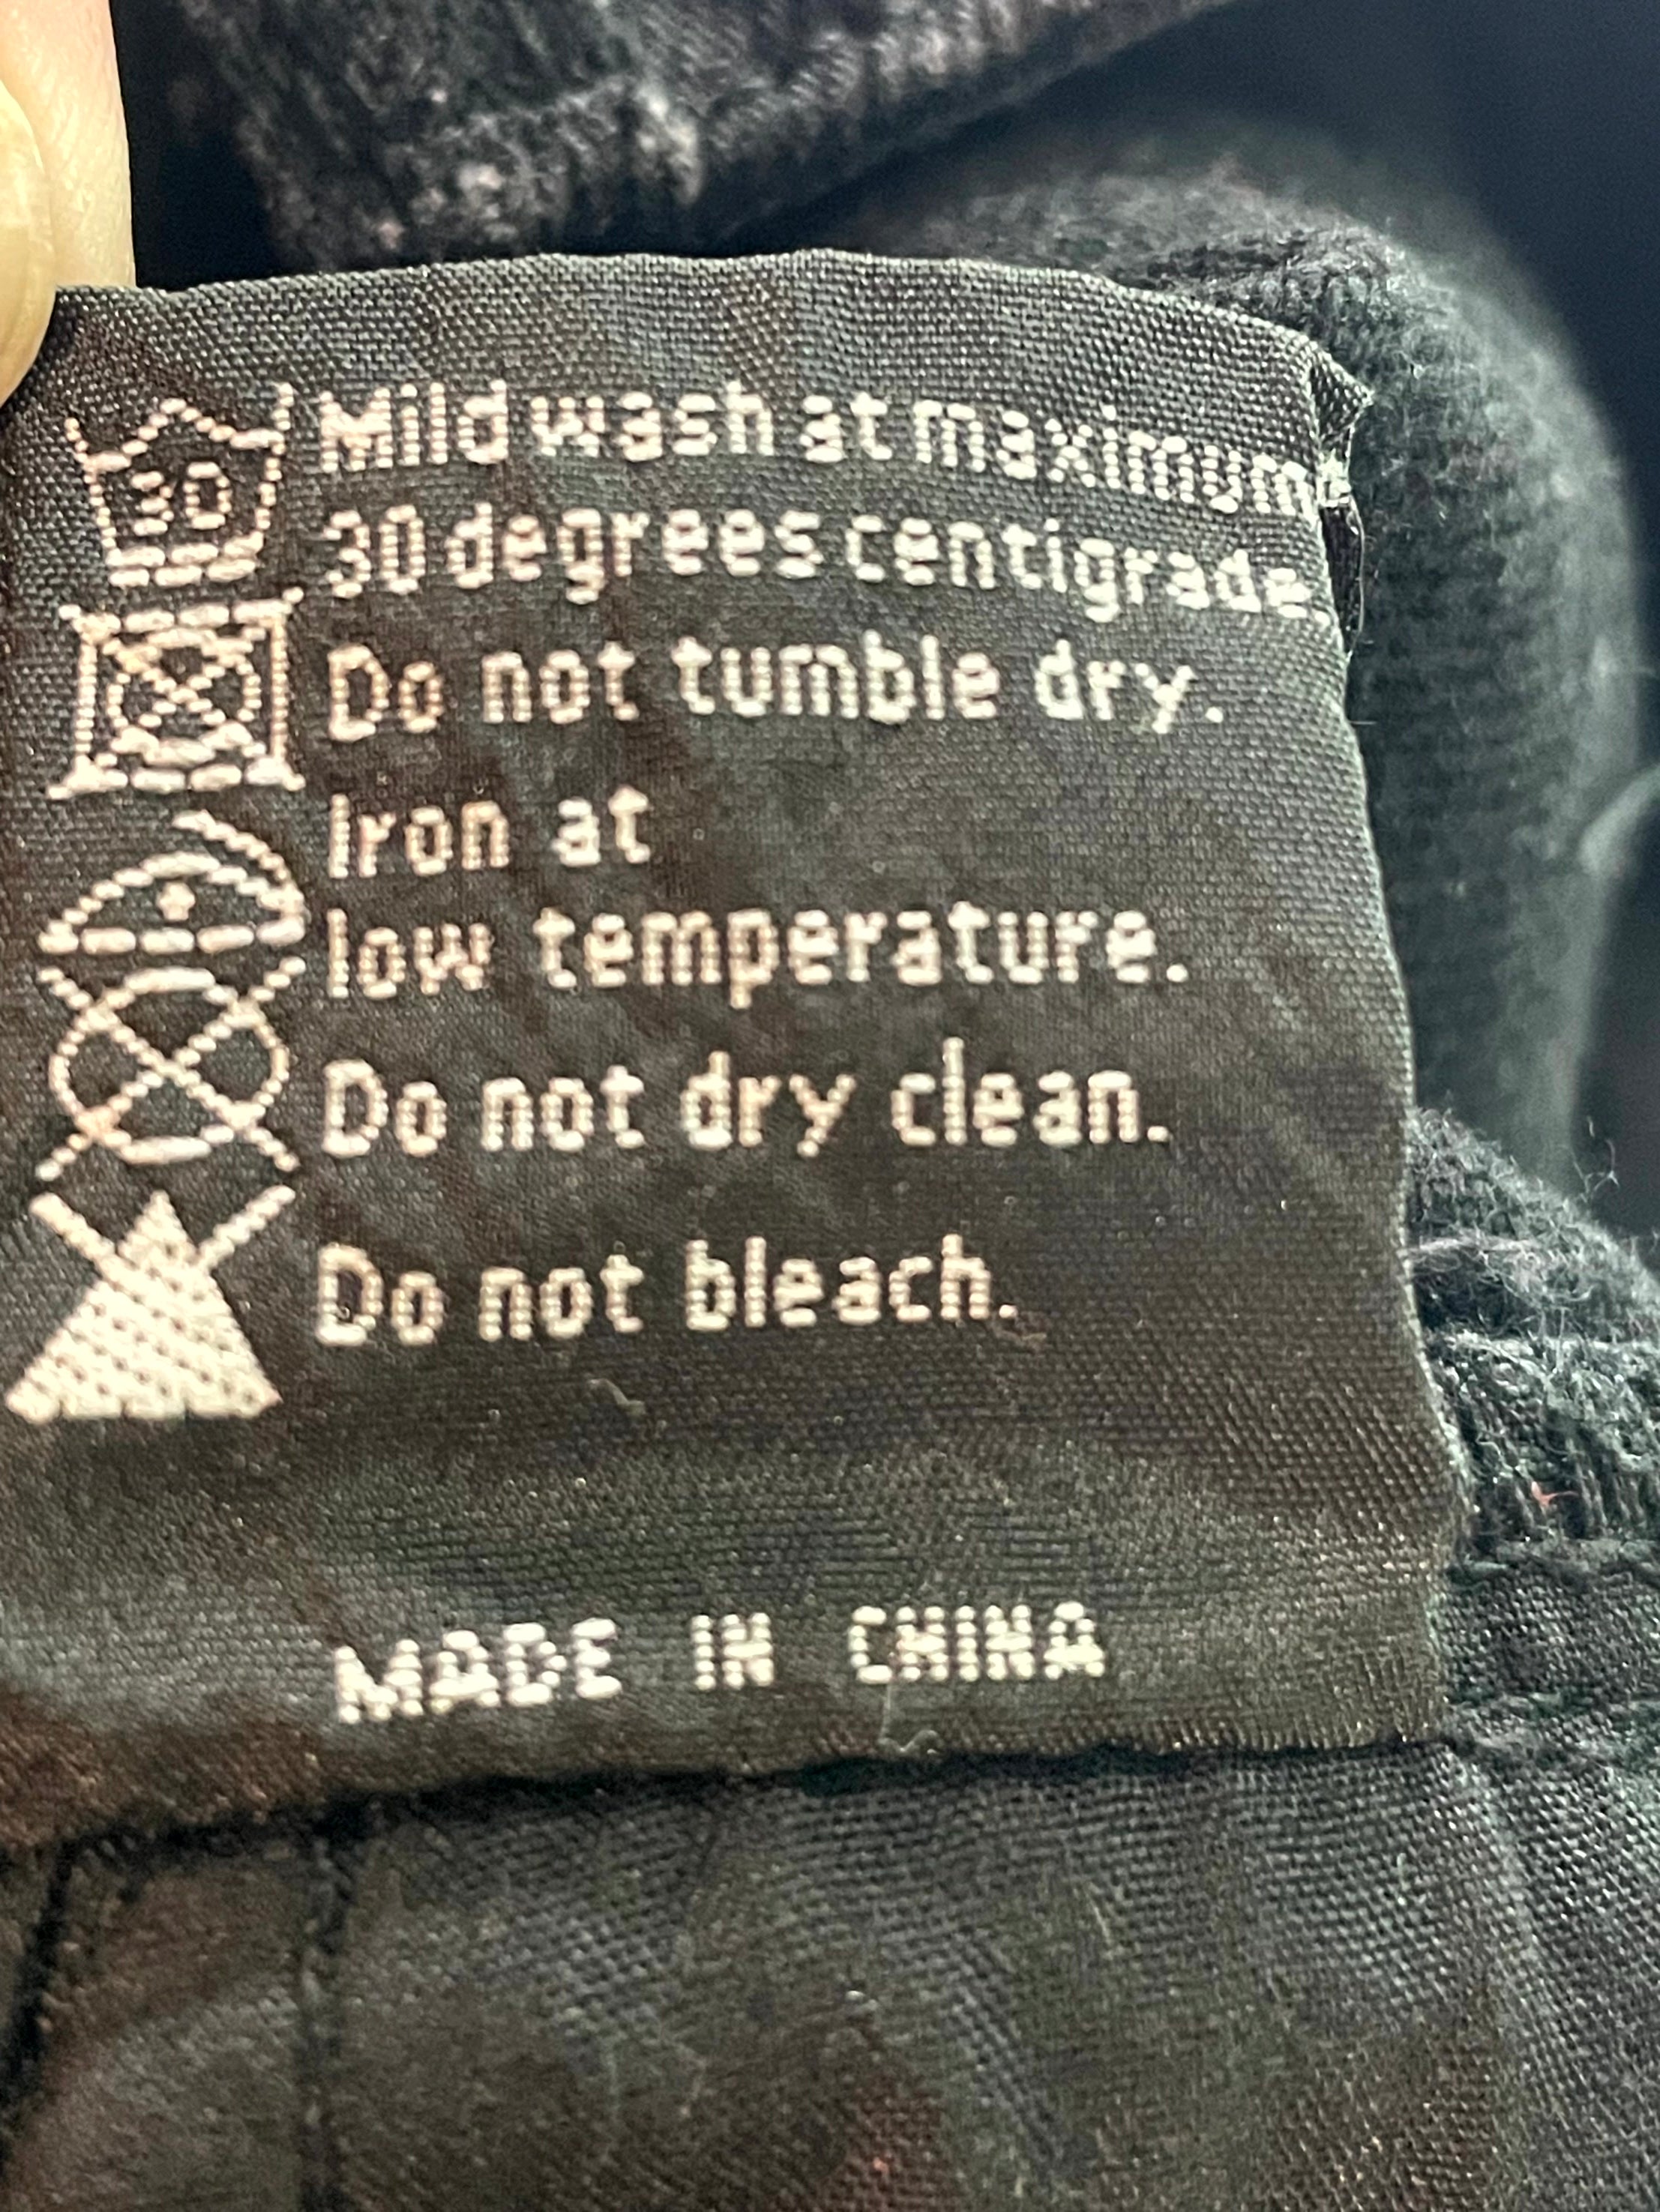 30
Mild wash at maximum
30 degrees centigrade.
Do not tumble dry.
Iron at
low temperature.
Do not dry clean.
Do not bleach.
MADE IN CHINA